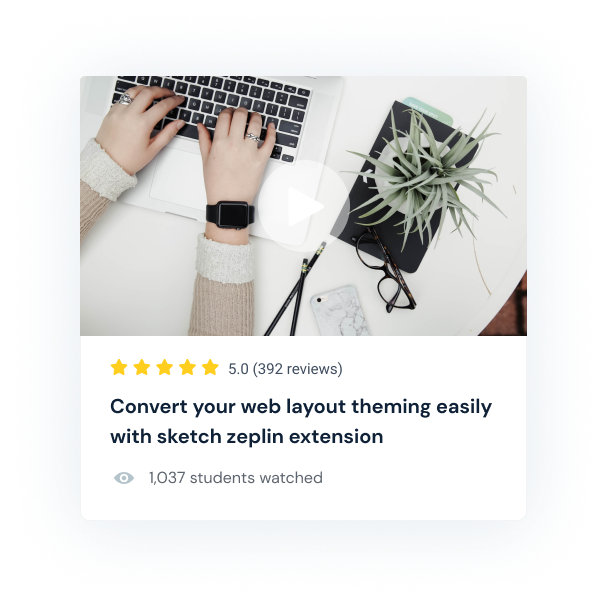 5.0 (392 reviews)
Convert your web layout theming easily
with sketch zeplin extension
1,037 students watched